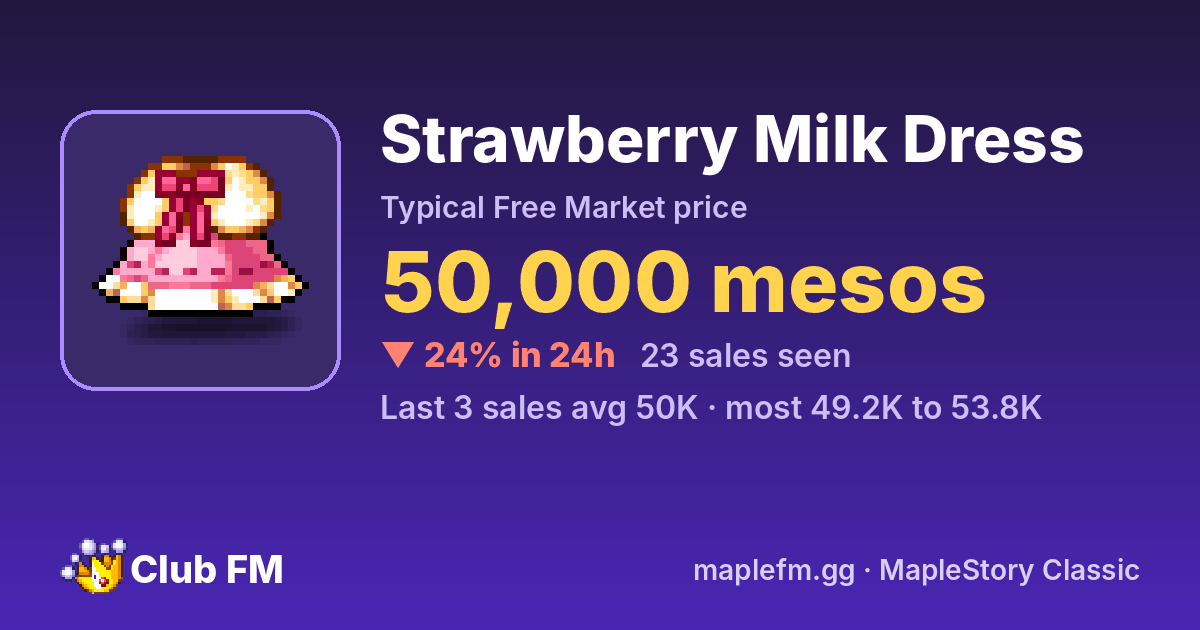 Strawberry Milk Dress
Typical Free Market price
50,000 mesos
▼ 24% in 24h 23 sales seen
Last 3 sales avg 50K · most 49.2K to 53.8K
Club FM
maplefm.gg · MapleStory Classic